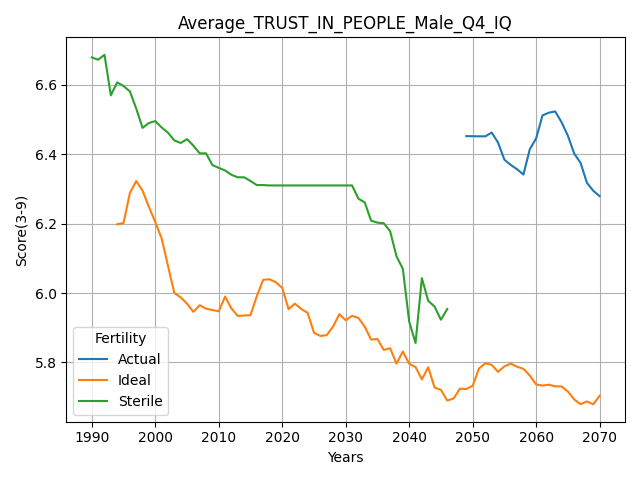 Average_TRUST_IN_PEOPLE_Male_Q4_IQ
Score(3-9)
6.6
6.4
6.2
6.0
5.8
Fertility
Actual
Ideal
Sterile
1990 2000 2010 2020 2030 2040 2050 2060 2070
Years